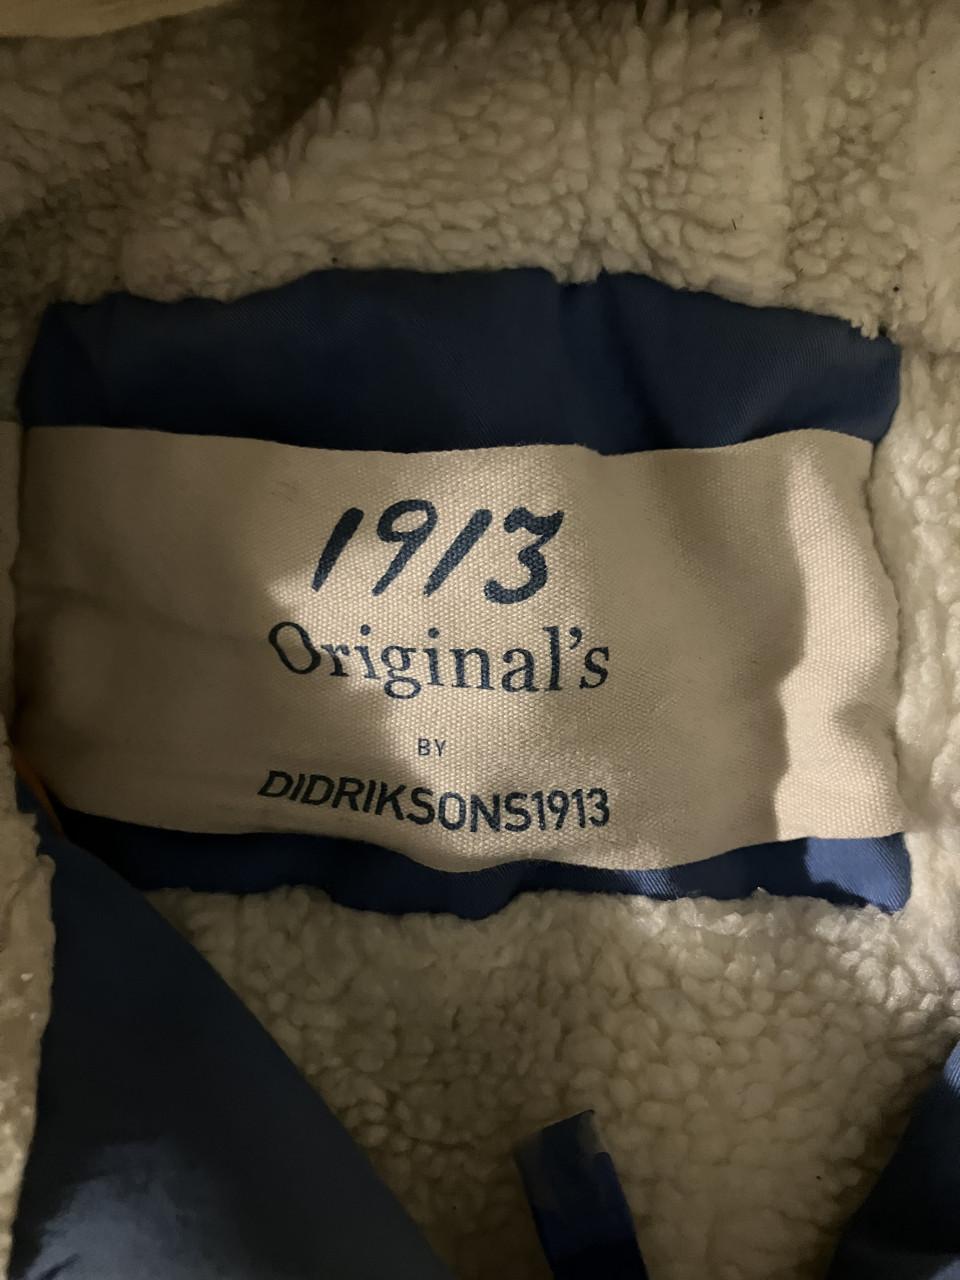 1913
Original's
BY
DIDRIKSONS1913